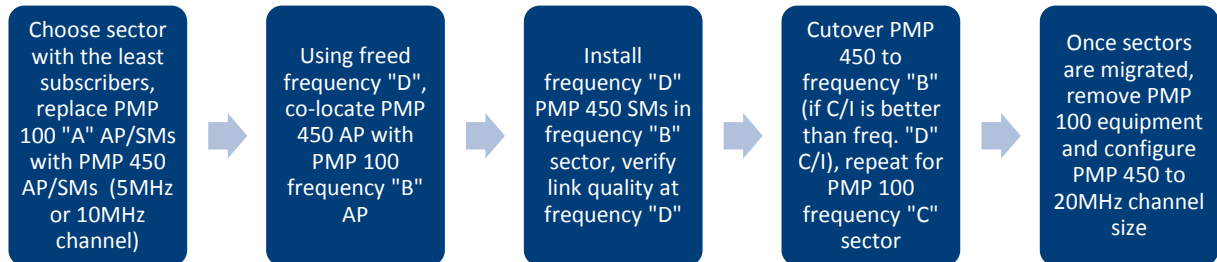 Choose sector
with the least
subscribers,
replace PMP
100 "A" AP/SMs
with PMP 450
AP/SMs (5MHz
or 10MHz
channel)
Using freed
frequency "D",
co-locate PMP
450 AP with
PMP 100
frequency "B"
AP
Install
frequency "D"
PMP 450 SMs in
frequency "B"
sector, verify
link quality at
frequency "D"
Cutover PMP
450 to
frequency "B"
(if C/I is better
than freq. "D"
C/I), repeat for
PMP 100
frequency "C"
sector
Once sectors
are migrated,
remove PMP
100 equipment
and configure
PMP 450 to
20MHz channel
size